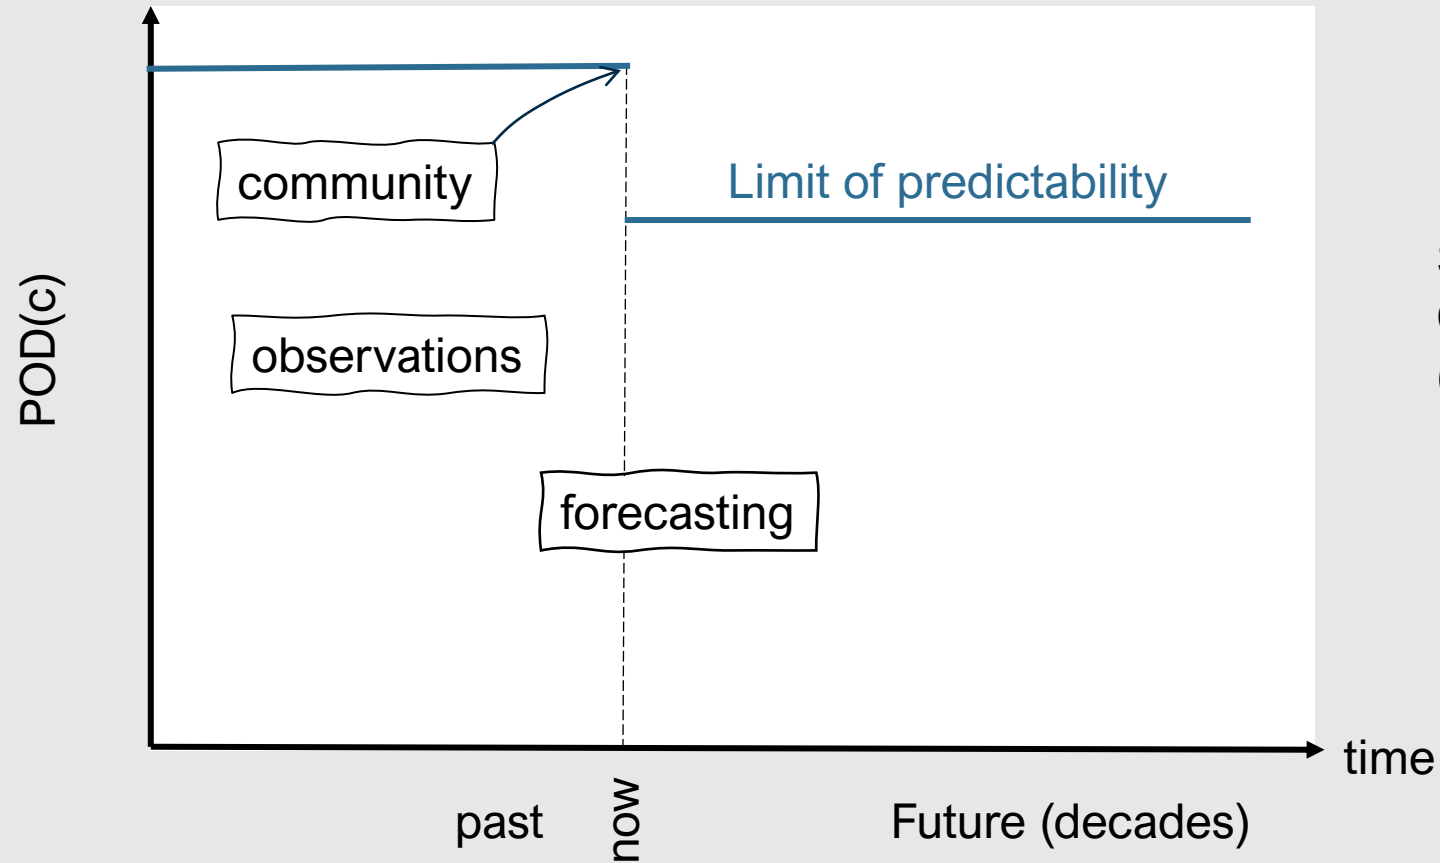 community
Limit of predictability
POD(c)
observations
forecasting
time
past
now
Future (decades)